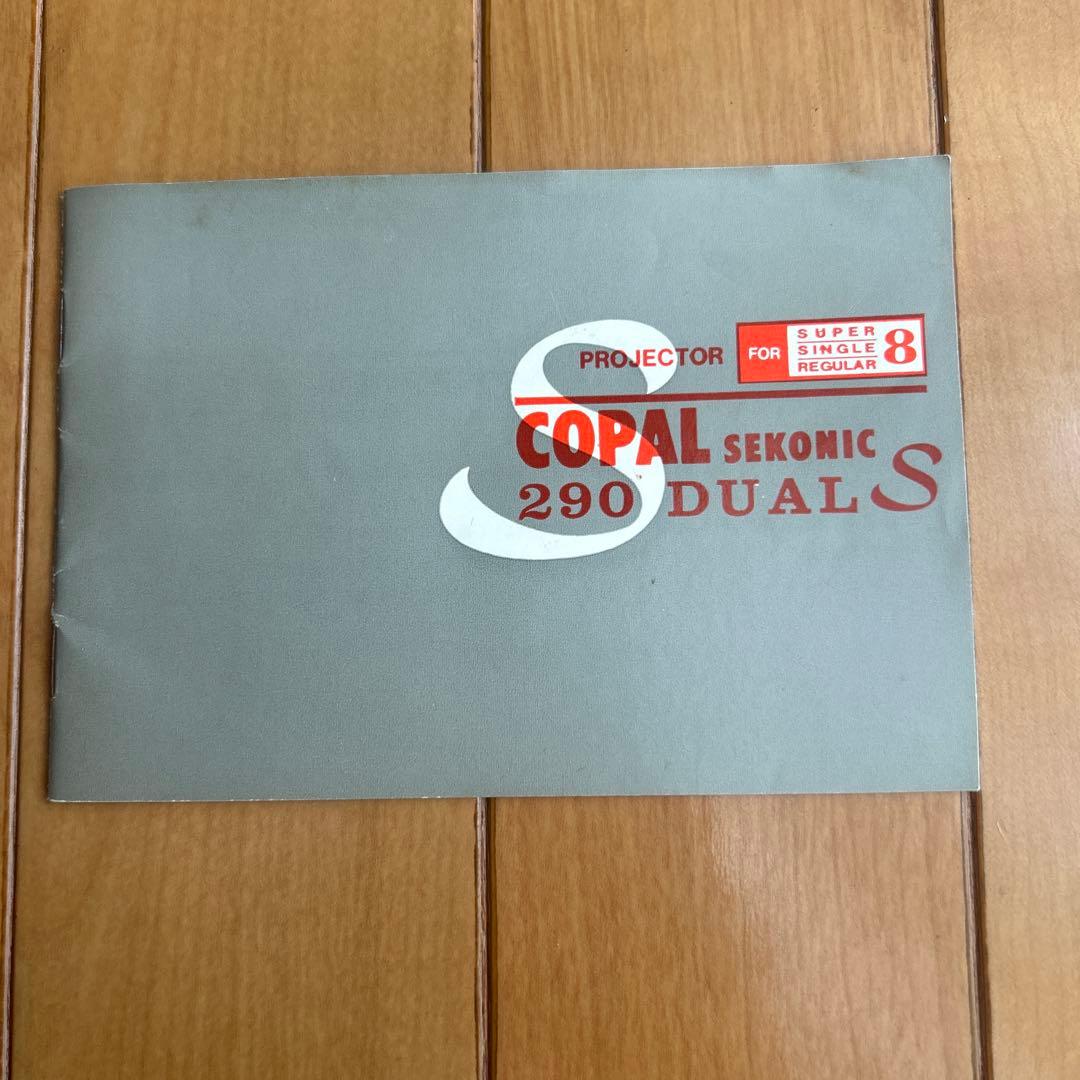 PROJECTOR FOR SUPER SINGLE REGULAR 8
S
COPAL SEKONIC
290 DUAL S